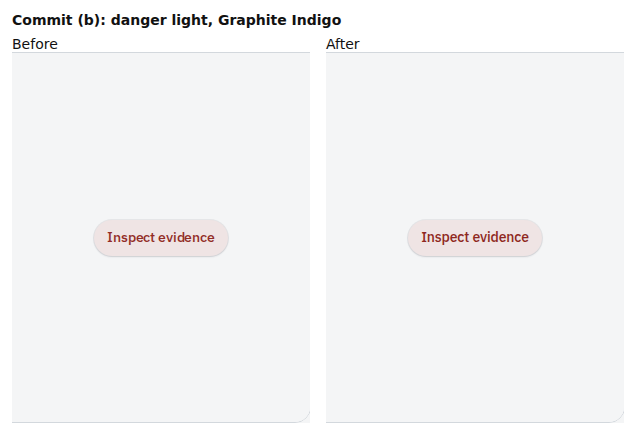 Commit (b): danger light, Graphite Indigo
Before
After
Inspect evidence
Inspect evidence